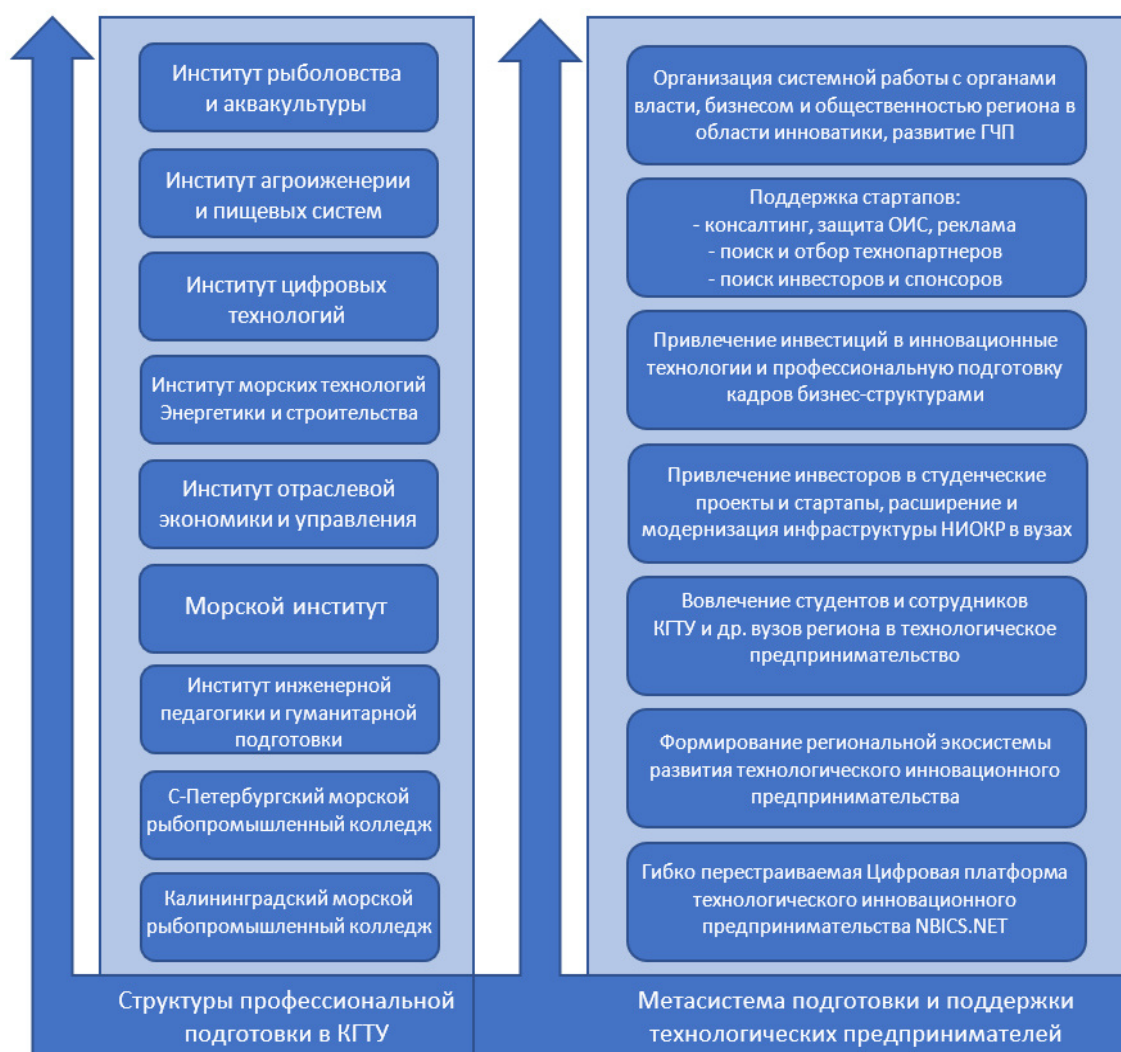 Институт рыболовства
и аквакультуры
Институт агроиженерии
и пищевых систем
Институт цифровых
технологий
Институт морских технологий
Энергетики и строительства
Институт отраслевой
экономики и управления
Морской институт
Институт инженерной
педагогики и гуманитарной
подготовки
С-Петербургский морской
рыбопромышленный колледж
Калининградский морской
рыбопромышленный колледж
Структуры профессиональной
подготовки в КГТУ
Организация системной работы с органами
власти, бизнесом и общественностью региона в
области инноватики, развитие ГЧП
Поддержка стартапов:
- консалтинг, защита ОИС, реклама
- поиск и отбор технопартнеров
- поиск инвесторов и спонсоров
Привлечение инвестиций в инновационные
технологии и профессиональную подготовку
кадров бизнес-структурами
Привлечение инвесторов в студенческие
проекты и стартапы, расширение и
модернизация инфраструктуры НИОКР в вузах
Вовлечение студентов и сотрудников
КГТУ и др. вузов региона в технологическое
предпринимательство
Формирование региональной экосистемы
развития технологического инновационного
предпринимательства
Гибко перестраиваемая Цифровая платформа
технологического инновационного
предпринимательства NBICS.NET
Метасистема подготовки и поддержки
технологических предпринимателей